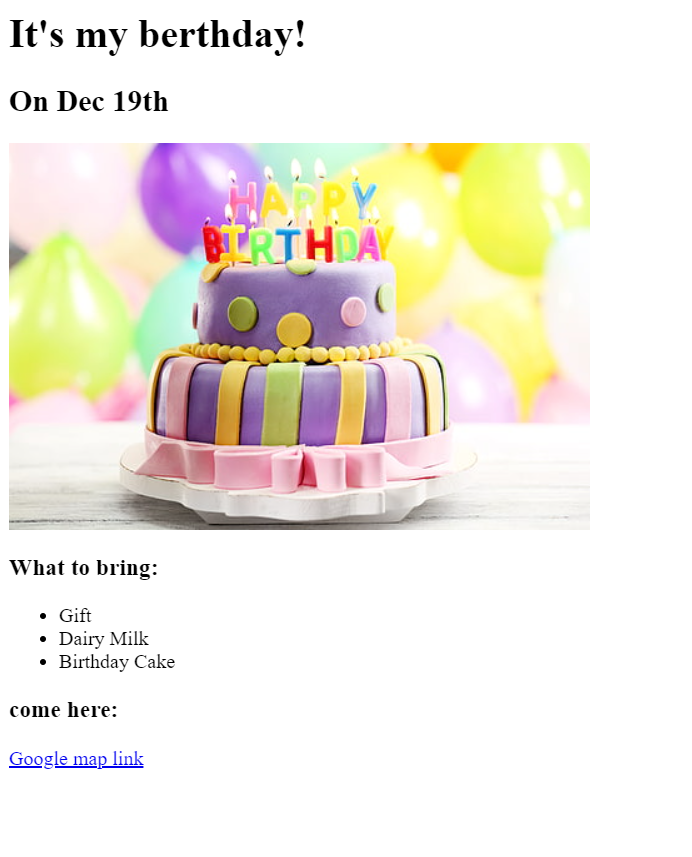 It's my berthday!
On Dec 19th
HAPPY
BIRTHDAY
What to bring:
Gift
Dairy Milk
Birthday Cake
come here:
Google map link